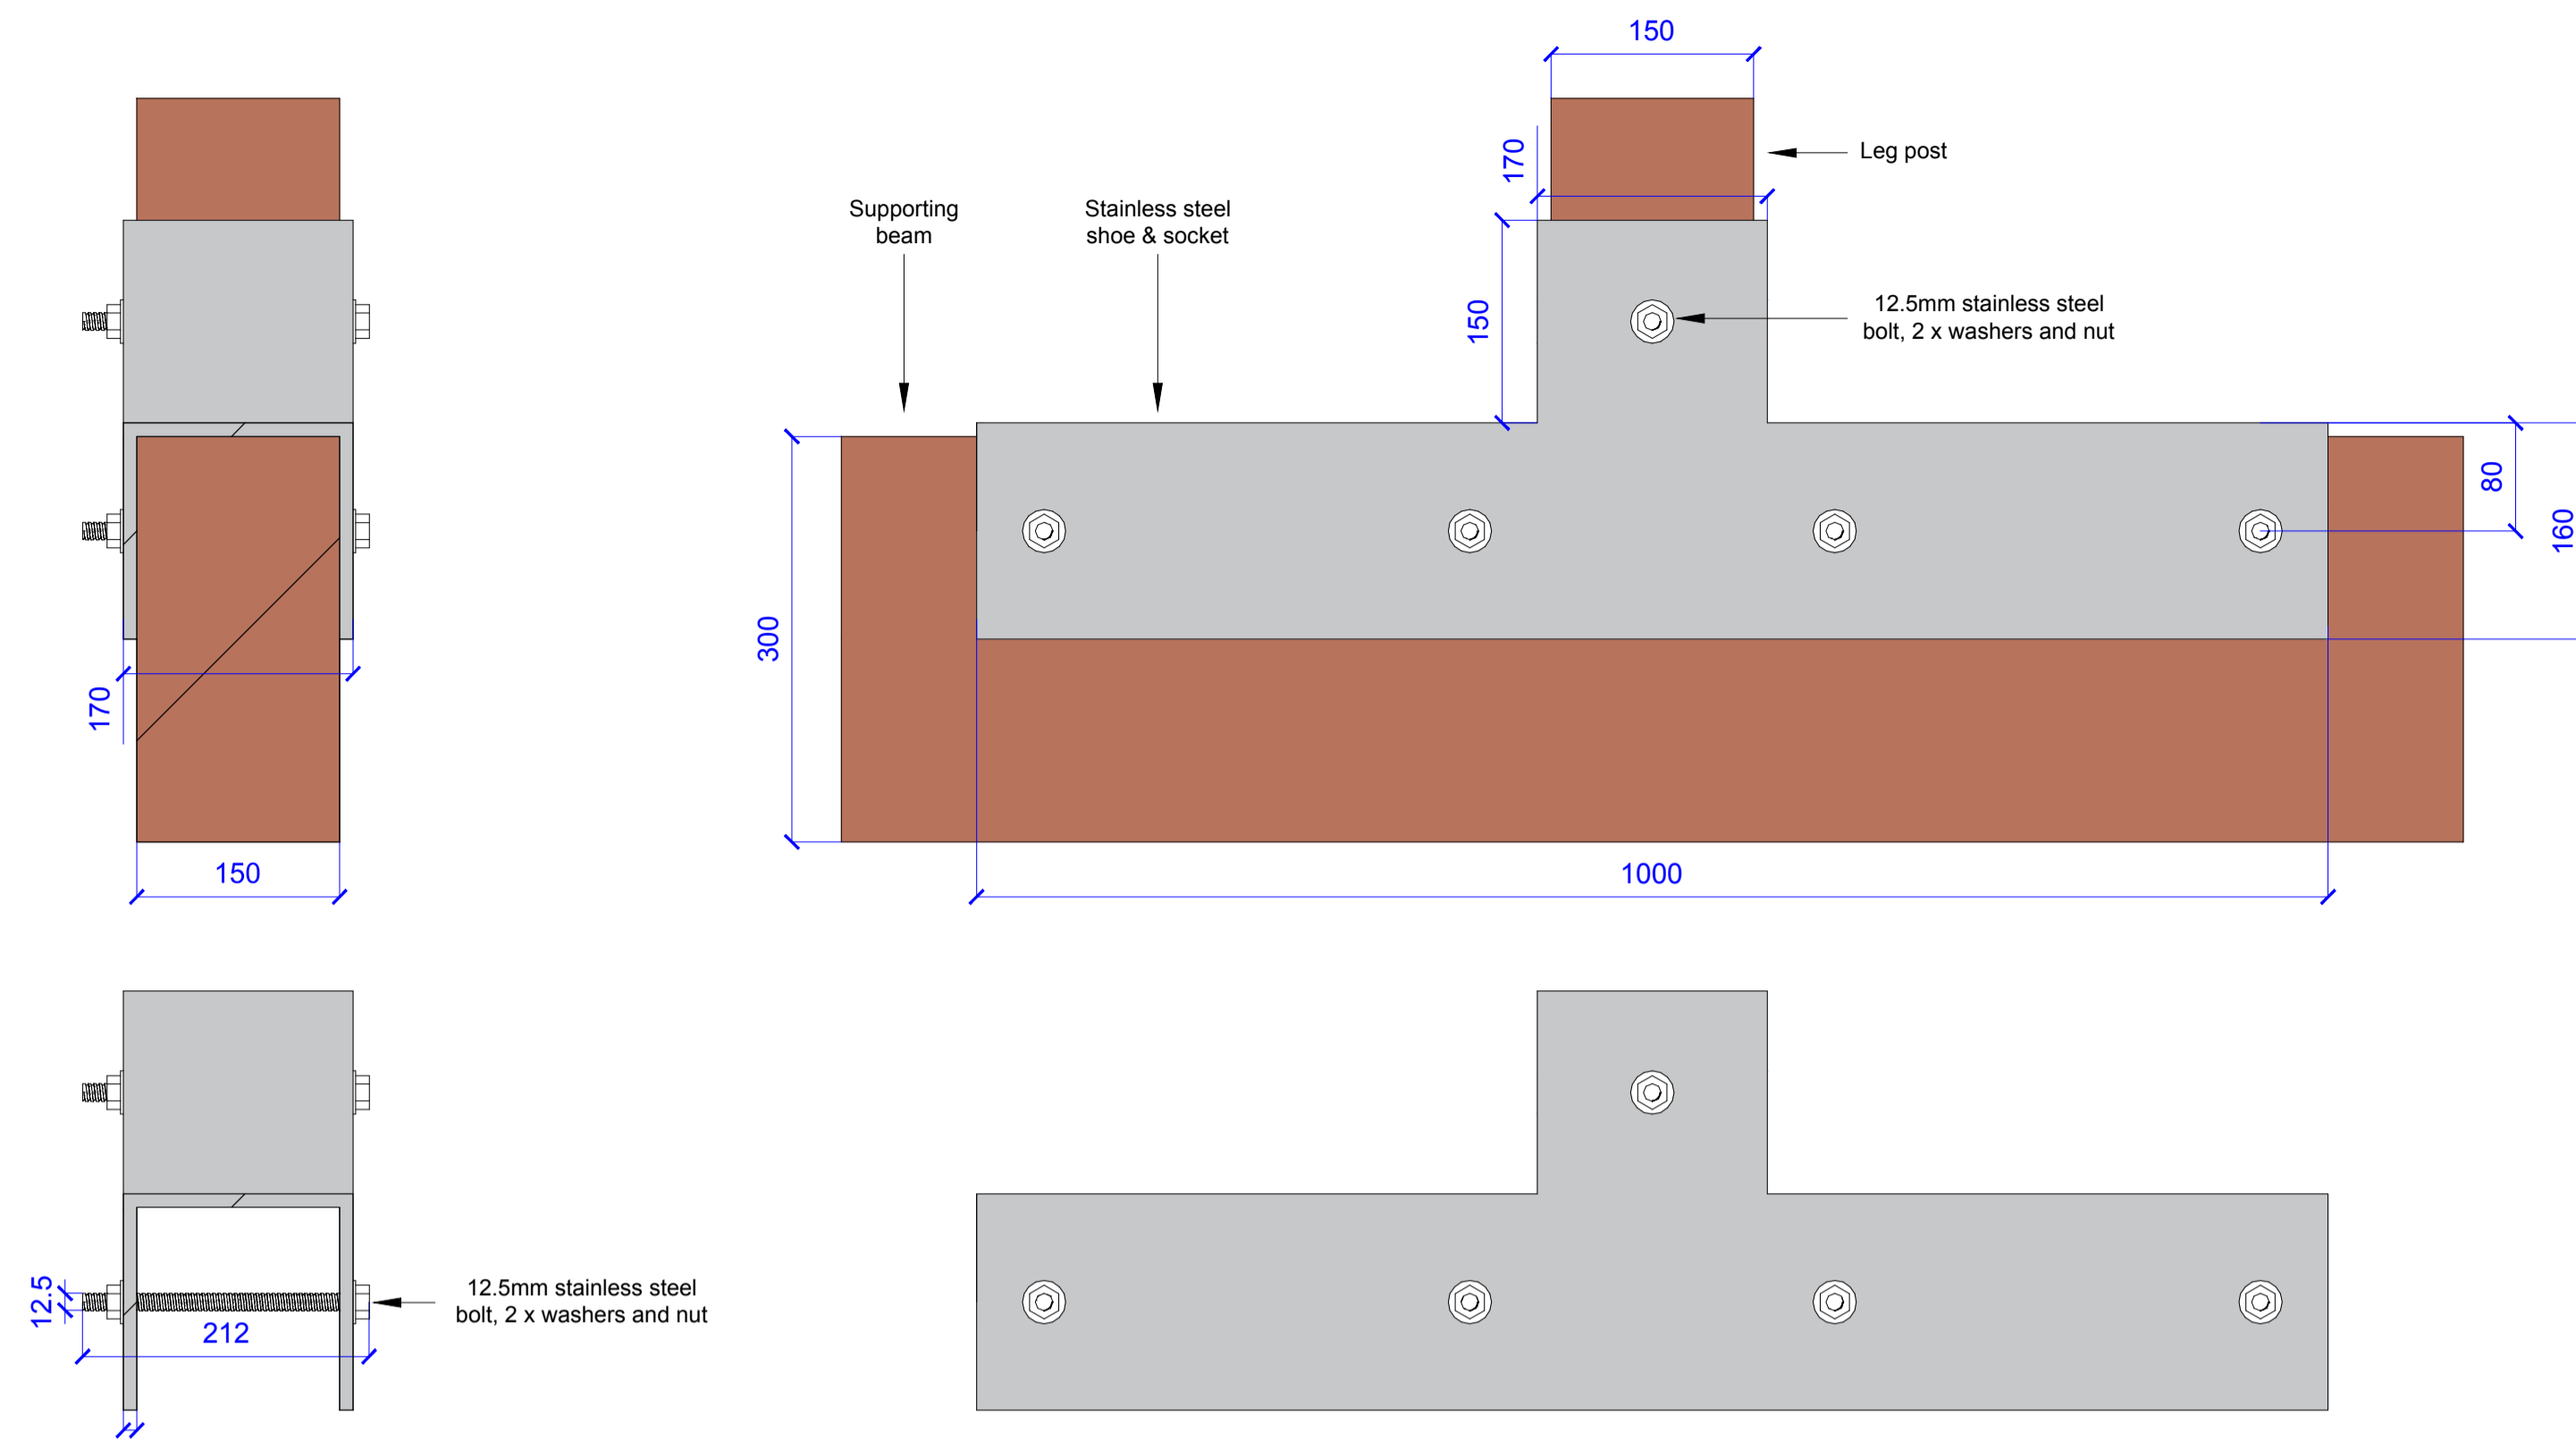 150
170
Leg post
Supporting
beam
Stainless steel
shoe & socket
150
12.5mm stainless steel
bolt, 2 x washers and nut
80
160
300
170
150
1000
12.5
212
12.5mm stainless steel
bolt, 2 x washers and nut